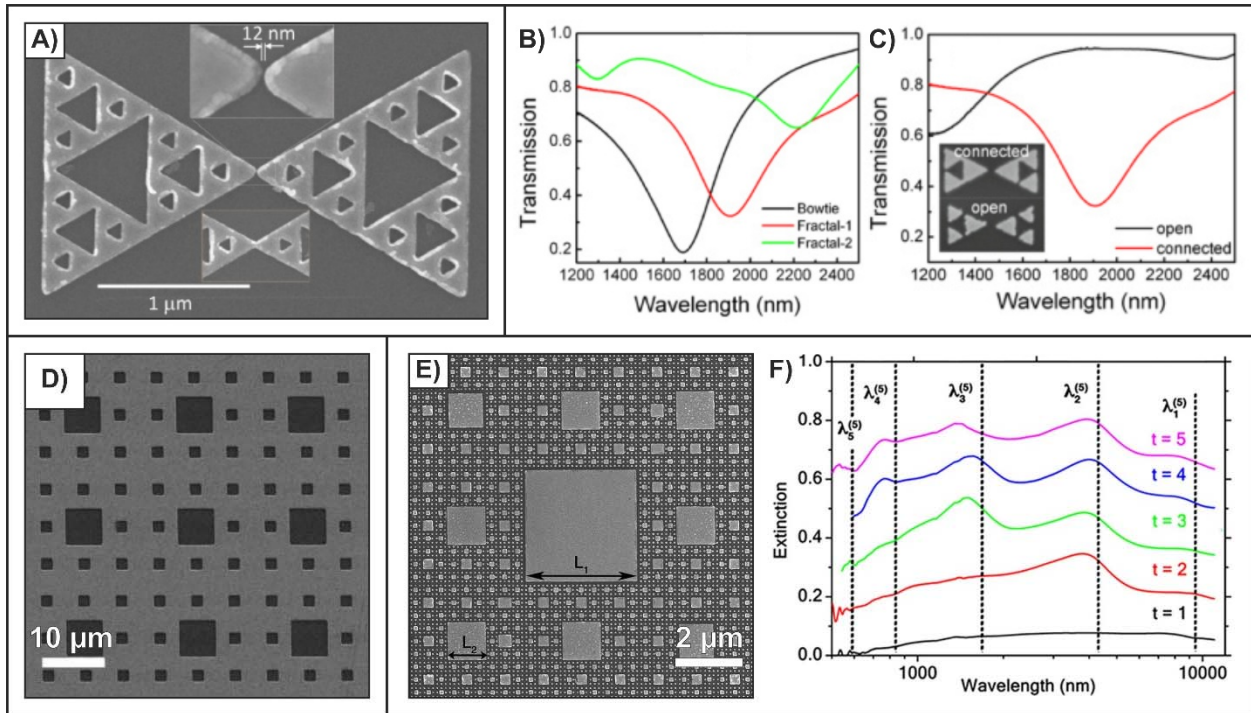 A)
12 nm
1 μm
B)
Transmission
1.0
0.8
0.6
0.4
0.2
Bowtie
Fractal-1
Fractal-2
1200 1400 1600 1800 2000 2200 2400
Wavelength (nm)
C)
Transmission
1.0
0.8
0.6
0.4
0.2
connected
open
open
connected
1200 1400 1600 1800 2000 2200 2400
Wavelength (nm)
D)
10 μm
E)
L₁
L₂
2 μm
F)
Extinction
1.0
0.8
0.6
0.4
0.2
0.0
λ₅⁽⁵⁾
λ₄⁽⁵⁾
λ₃⁽⁵⁾
λ₂⁽⁵⁾
λ₁⁽⁵⁾
t = 5
t = 4
t = 3
t = 2
t = 1
1000 10000
Wavelength (nm)